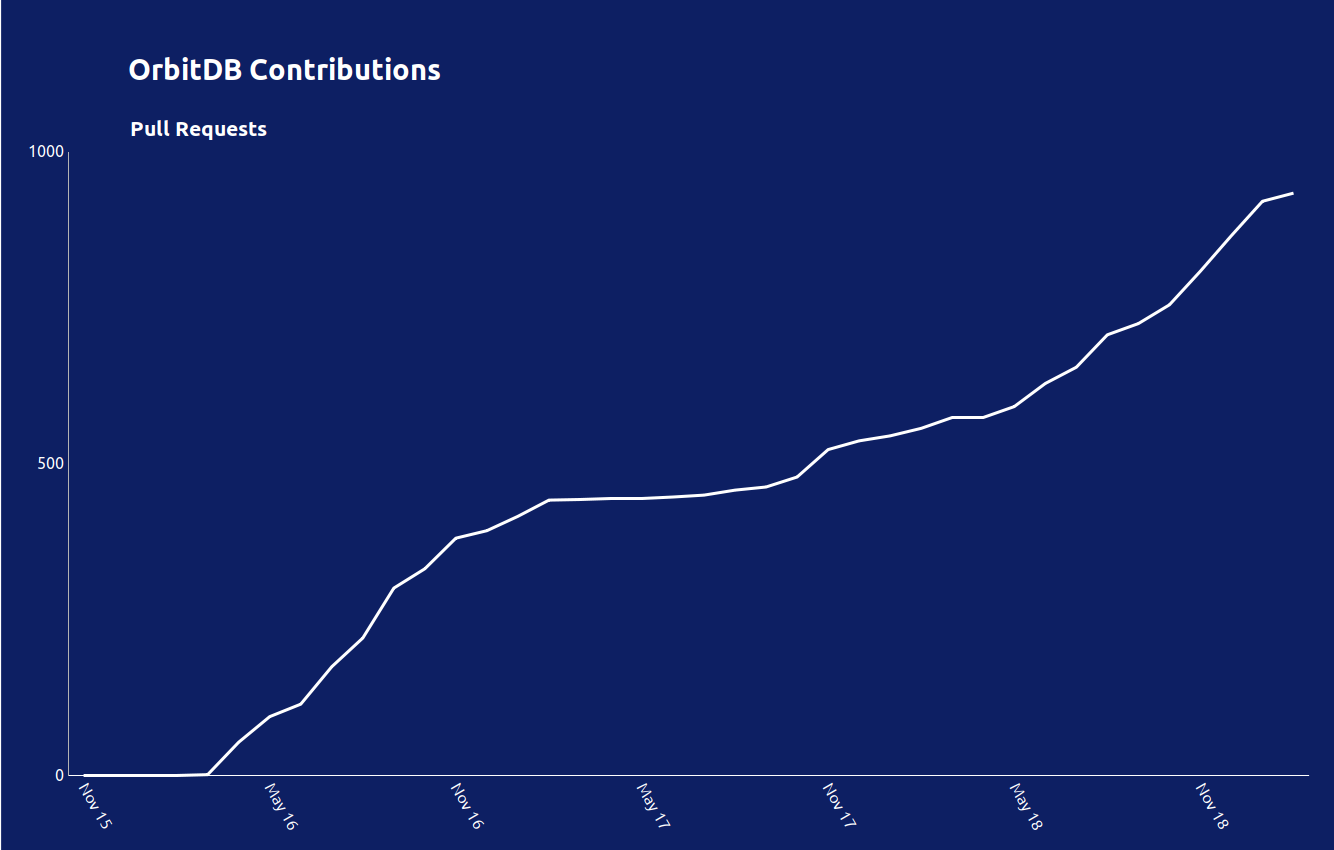 OrbitDB Contributions
Pull Requests
1000
500
0
Nov 15
May 16
Nov 16
May 17
Nov 17
May 18
Nov 18